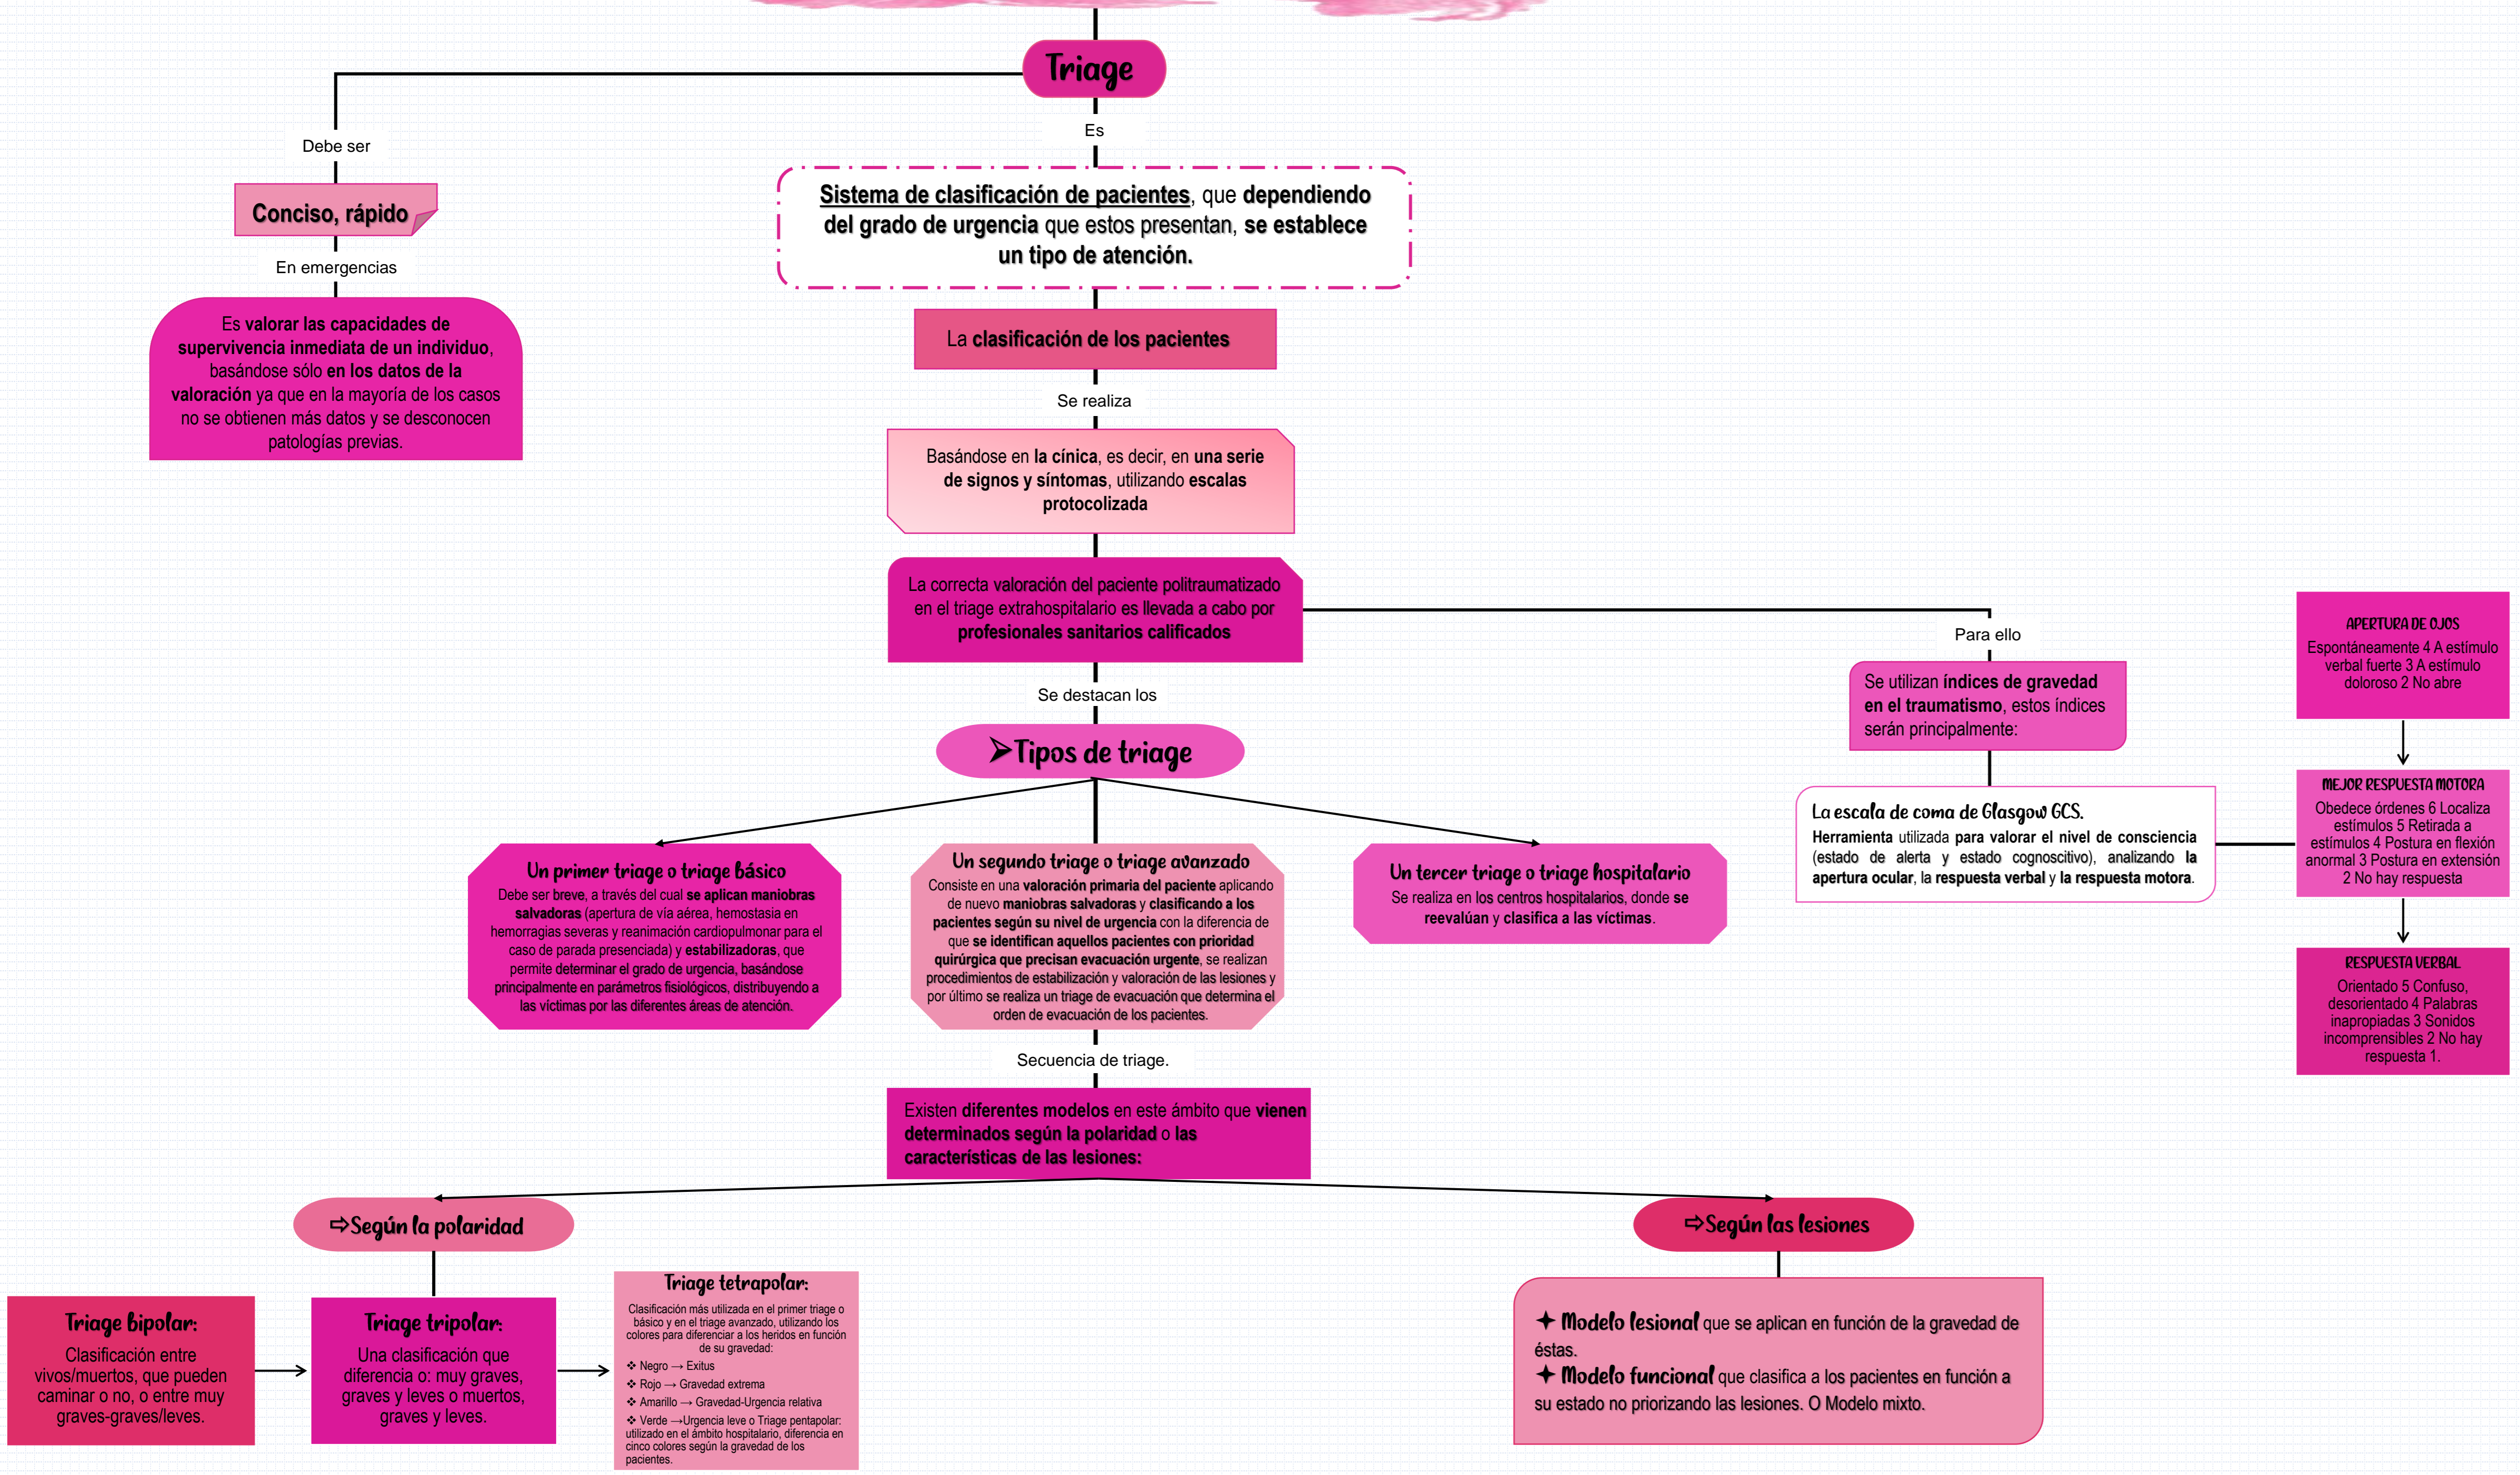 Triage
Es
Debe ser
Sistema de clasificación de pacientes, que dependiendo
del grado de urgencia que estos presentan, se establece
un tipo de atención.
Conciso, rápido
En emergencias
Es valorar las capacidades de
supervivencia inmediata de un individuo,
basándose sólo en los datos de la
valoración ya que en la mayoría de los casos
no se obtienen más datos y se desconocen
patologías previas.
La clasificación de los pacientes
Se realiza
Basándose en la cínica, es decir, en una serie
de signos y síntomas, utilizando escalas
protocolizada
La correcta valoración del paciente politraumatizado
en el triage extrahospitalario es llevada a cabo por
profesionales sanitarios calificados
Para ello
Se utilizan índices de gravedad
en el traumatismo, estos índices
serán principalmente:
La escala de coma de Glasgow GCS.
Herramienta utilizada para valorar el nivel de consciencia
(estado de alerta y estado cognoscitivo), analizando la
apertura ocular, la respuesta verbal y la respuesta motora.
APERTURA DE OJOS
Espontáneamente 4 A estímulo
verbal fuerte 3 A estímulo
doloroso 2 No abre
MEJOR RESPUESTA MOTORA
Obedece órdenes 6 Localiza
estímulos 5 Retirada a
estímulos 4 Postura en flexión
anormal 3 Postura en extensión
2 No hay respuesta
RESPUESTA VERBAL
Orientado 5 Confuso,
desorientado 4 Palabras
inapropiadas 3 Sonidos
incomprensibles 2 No hay
respuesta 1.
Se destacan los
➢Tipos de triage
Un primer triage o triage básico
Debe ser breve, a través del cual se aplican maniobras
salvadoras (apertura de vía aérea, hemostasia en
hemorragias severas y reanimación cardiopulmonar para el
caso de parada presenciada) y estabilizadoras, que
permite determinar el grado de urgencia, basándose
principalmente en parámetros fisiológicos, distribuyendo a
las víctimas por las diferentes áreas de atención.
Un segundo triage o triage avanzado
Consiste en una valoración primaria del paciente aplicando
de nuevo maniobras salvadoras y clasificando a los
pacientes según su nivel de urgencia con la diferencia de
que se identifican aquellos pacientes con prioridad
quirúrgica que precisan evacuación urgente, se realizan
procedimientos de estabilización y valoración de las lesiones y
por último se realiza un triage de evacuación que determina el
orden de evacuación de los pacientes.
Un tercer triage o triage hospitalario
Se realiza en los centros hospitalarios, donde se
reevalúan y clasifica a las víctimas.
Secuencia de triage.
Existen diferentes modelos en este ámbito que vienen
determinados según la polaridad o las
características de las lesiones:
⇨Según la polaridad
⇨Según las lesiones
Triage bipolar:
Clasificación entre
vivos/muertos, que pueden
caminar o no, o entre muy
graves-graves/leves.
Triage tripolar:
Una clasificación que
diferencia o: muy graves,
graves y leves o muertos,
graves y leves.
Triage tetrapolar:
Clasificación más utilizada en el primer triage o
básico y en el triage avanzado, utilizando los
colores para diferenciar a los heridos en función
de su gravedad:
❖ Negro → Exitus
❖ Rojo → Gravedad extrema
❖ Amarillo → Gravedad-Urgencia relativa
❖ Verde →Urgencia leve o Triage pentapolar:
utilizado en el ámbito hospitalario, diferencia en
cinco colores según la gravedad de los
pacientes.
✦ Modelo lesional que se aplican en función de la gravedad de
éstas.
✦ Modelo funcional que clasifica a los pacientes en función a
su estado no priorizando las lesiones. O Modelo mixto.